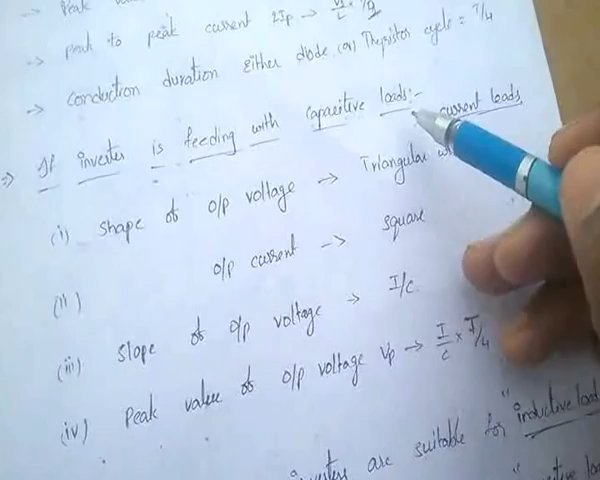 -> Peak
-> peak to peak current 2Ip -> Vs/L × T/2
-> conduction duration either diode (or) Thyristor cycle = T/4
=> If inverter is feeding with capacitive loads:- current loads
(i) shape of o/p voltage -> Triangular
(ii) o/p current -> square
(iii) slope of o/p voltage -> I/c
(iv) Peak value of o/p voltage Vp -> I/c × T/4
inverters are suitable for "inductive load